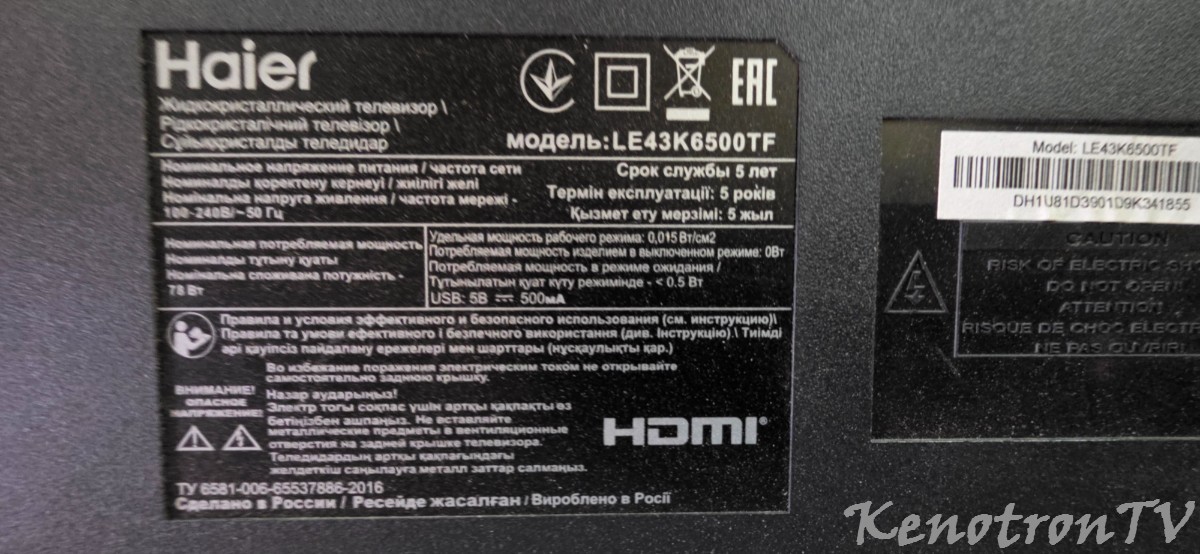 Haier
Жидкокристаллический телевизор \
Рідкокристалічний телевізор \
Сұйықкристалды теледидар
EAC
модель:LE43K6500TF
Номинальное напряжение питания / частота сети
Номиналды қоректену кернеуі / жиілігі желі
Номінальна напруга живлення / частота мережі -
100-240В/~50 Гц
Срок службы 5 лет
Термін експлуатації: 5 років
Қызмет ету мерзімі: 5 жыл
Номинальная потребляемая мощность
Номиналды тұтыну қуаты
Номінальна споживана потужність -
78 Вт
Удельная мощность рабочего режима: 0,015 Вт/см2
Потребляемая мощность изделием в выключенном режиме: 0Вт
Потребляемая мощность в режиме ожидания /
Тұтынылатын қуат күту режимінде - < 0.5 Вт
USB: 5В ⎓ 500мА
Правила и условия эффективного и безопасного использования (см. инструкцию)\
Правила та умови ефективного і безпечного використання (див. Інструкцію).\ Тиімді
әрі қауіпсіз пайдалану ережелері мен шарттары (нұсқаулықты қар.)
ВНИМАНИЕ!
ОПАСНОЕ
НАПРЯЖЕНИЕ!
Во избежание поражения электрическим током не открывайте
самостоятельно заднюю крышку.
Назар аударыңыз!
Электр тогы соқпас үшін артқы қақпақты өз
бетіңізбен ашпаңыз. Не вставляйте
металлические предметы в вентиляционные
отверстия на задней крышке телевизора.
Теледидардың артқы қақпағындағы
желдеткіш саңылауға металл заттар салмаңыз.
HDMI®
ТУ 6581-006-65537886-2016
Сделано в России / Ресейде жасалған / Вироблено в Росії
Model: LE43K6500TF
DH1U81D3901D9K341855
CAUTION
RISK OF ELECTRIC SH
DO NOT OPEN!
ATTENTION
RISQUE DE CHOC ELECTR
NE PAS OUVRIR!
KenotronTV